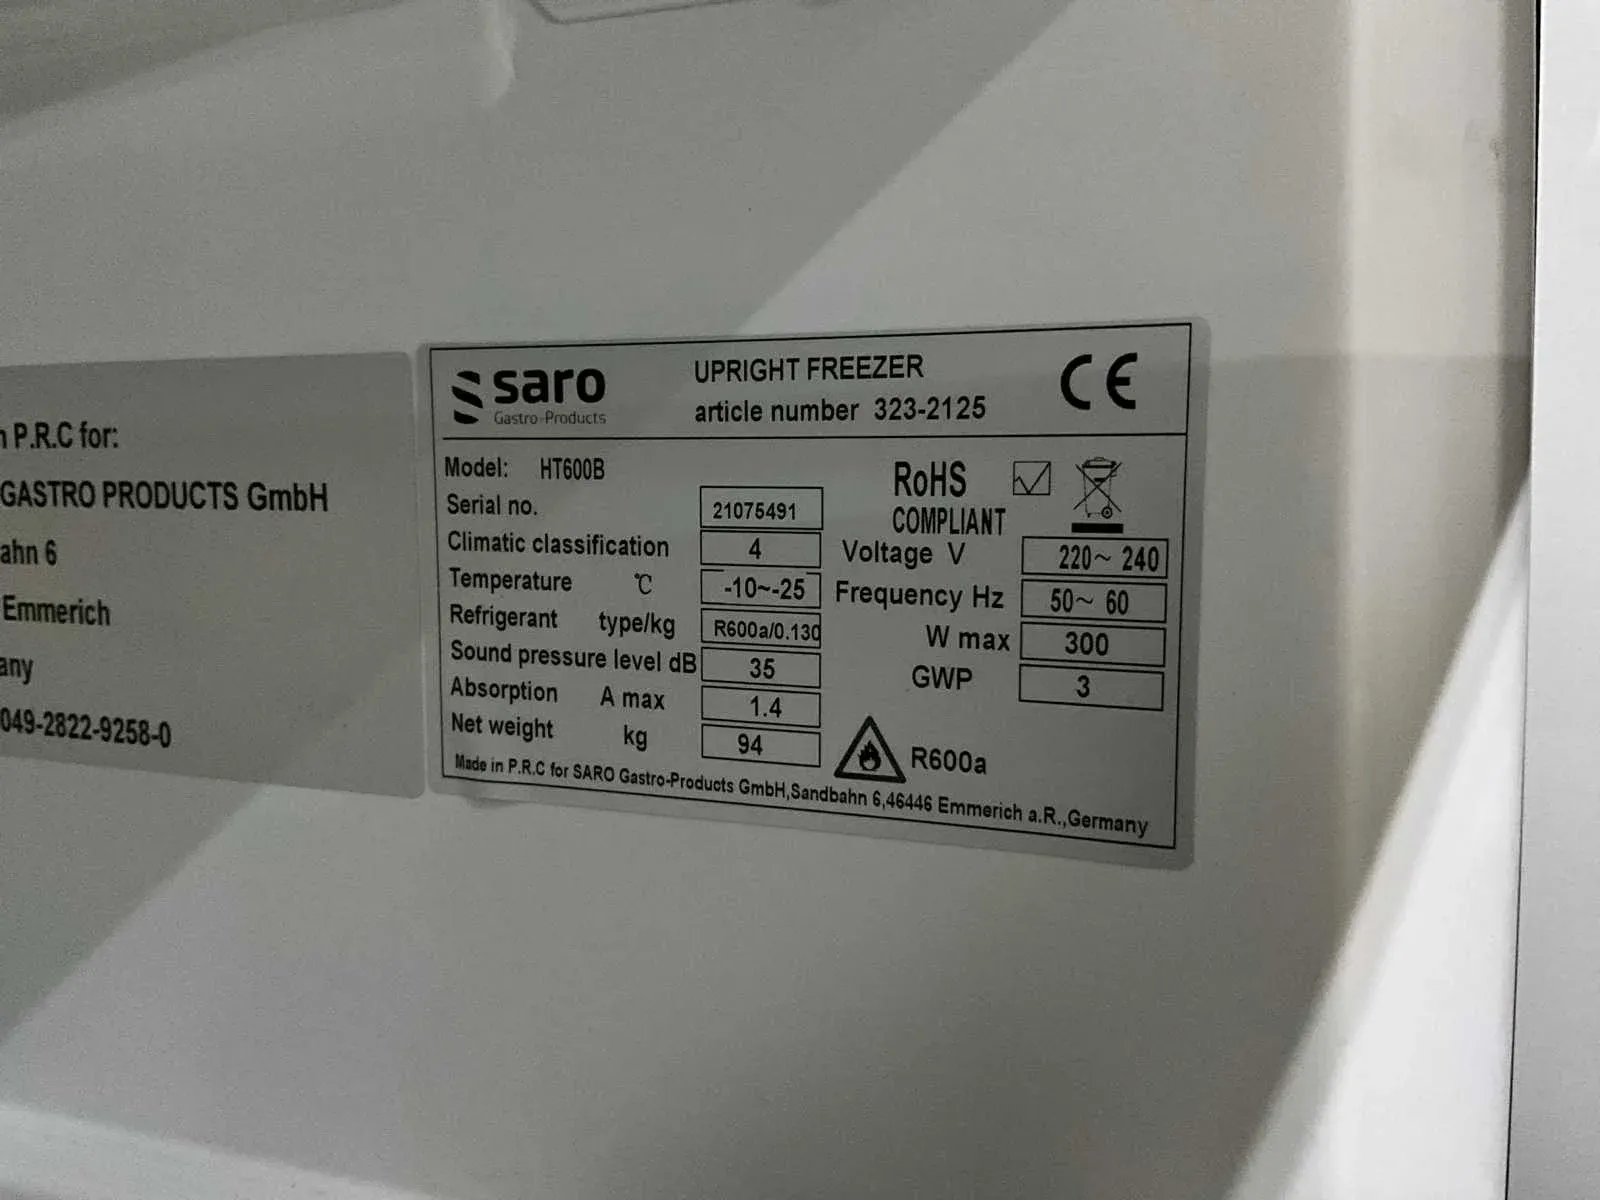 P.R.C for:
GASTRO PRODUCTS GmbH
6
Emmerich
049-2822-9258-0
saro
Gastro-Products
UPRIGHT FREEZER
article number 323-2125
CE
Model: HT600B
Serial no. 21075491
Climatic classification 4
Temperature ℃ -10~-25
Refrigerant type/kg R600a/0.130
Sound pressure level dB 35
Absorption A max 1.4
Net weight kg 94
RoHS
COMPLIANT
Voltage V 220~ 240
Frequency Hz 50~ 60
W max 300
GWP 3
R600a
Made in P.R.C for SARO Gastro-Products GmbH,Sandbahn 6,46446 Emmerich a.R.,Germany